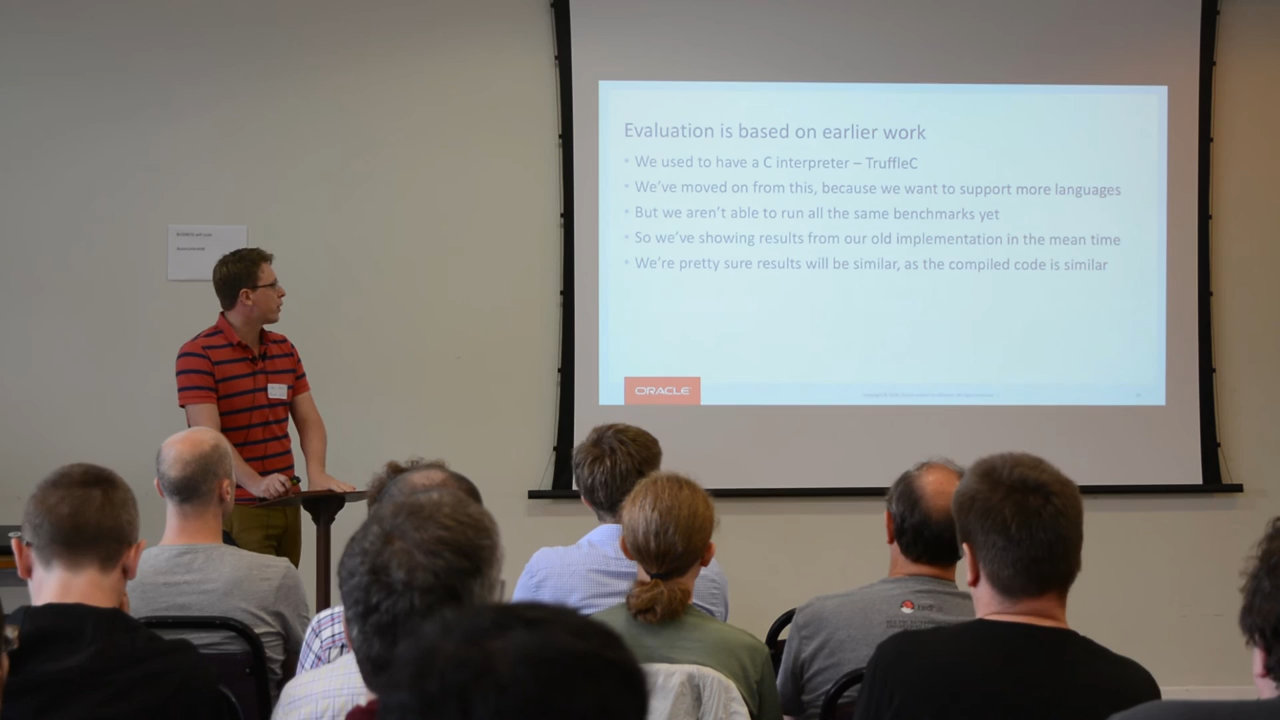 Evaluation is based on earlier work
• We used to have a C interpreter – TruffleC
• We've moved on from this, because we want to support more languages
• But we aren't able to run all the same benchmarks yet
• So we've showing results from our old implementation in the mean time
• We're pretty sure results will be similar, as the compiled code is similar
ORACLE